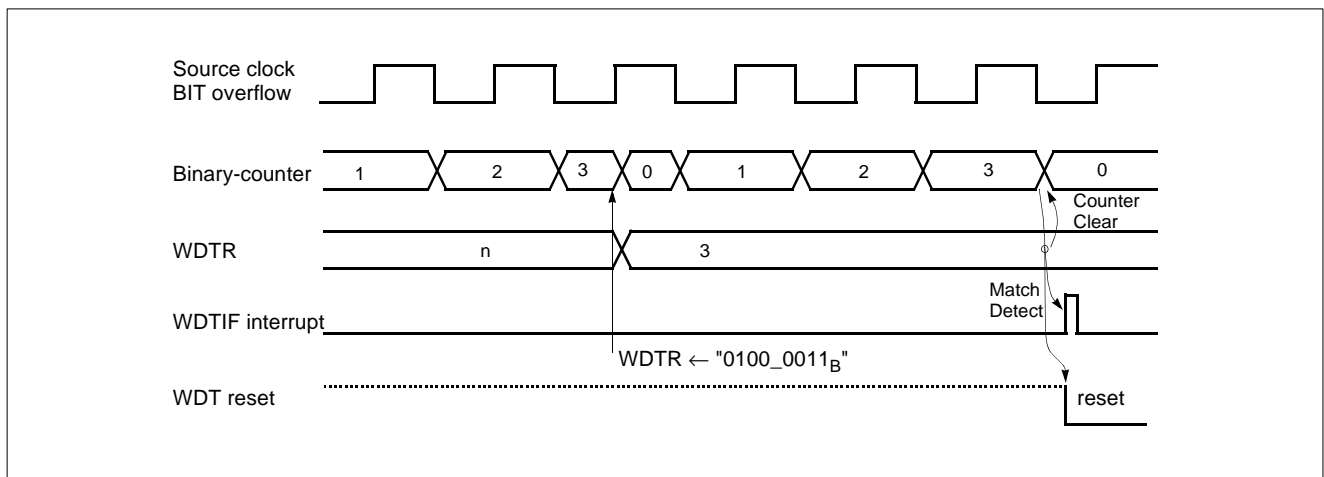 Source clock
BIT overflow
Binary-counter 1 2 3 0 1 2 3 0
Counter
Clear
WDTR n 3
Match
Detect
WDTIF interrupt
WDTR ← "0100_0011B"
WDT reset reset